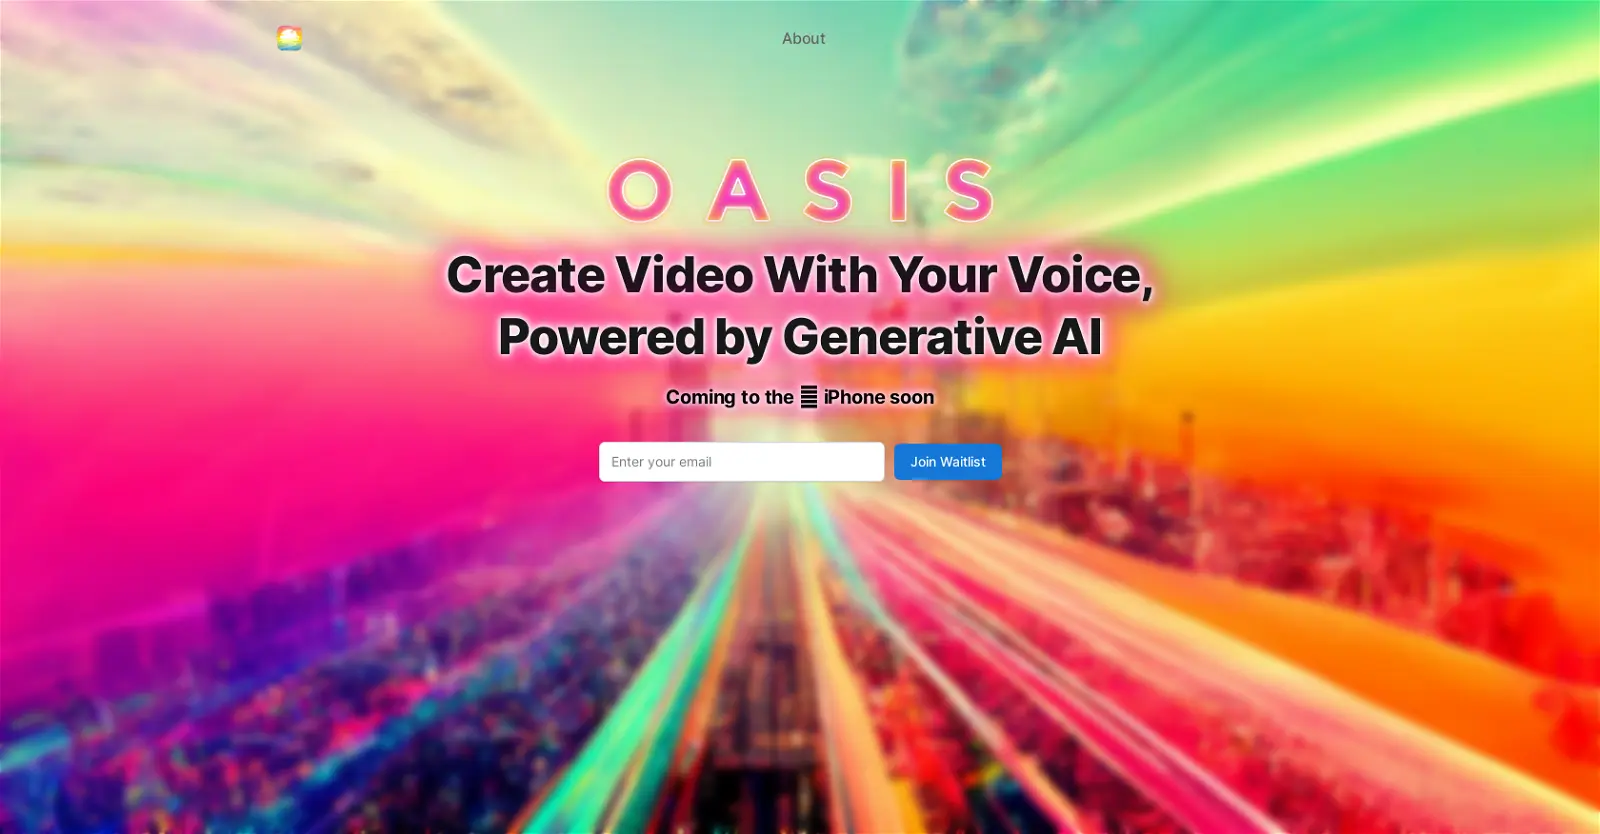 About
OASIS
Create Video With Your Voice,
Powered by Generative AI
Coming to the iPhone soon
Enter your email
Join Waitlist